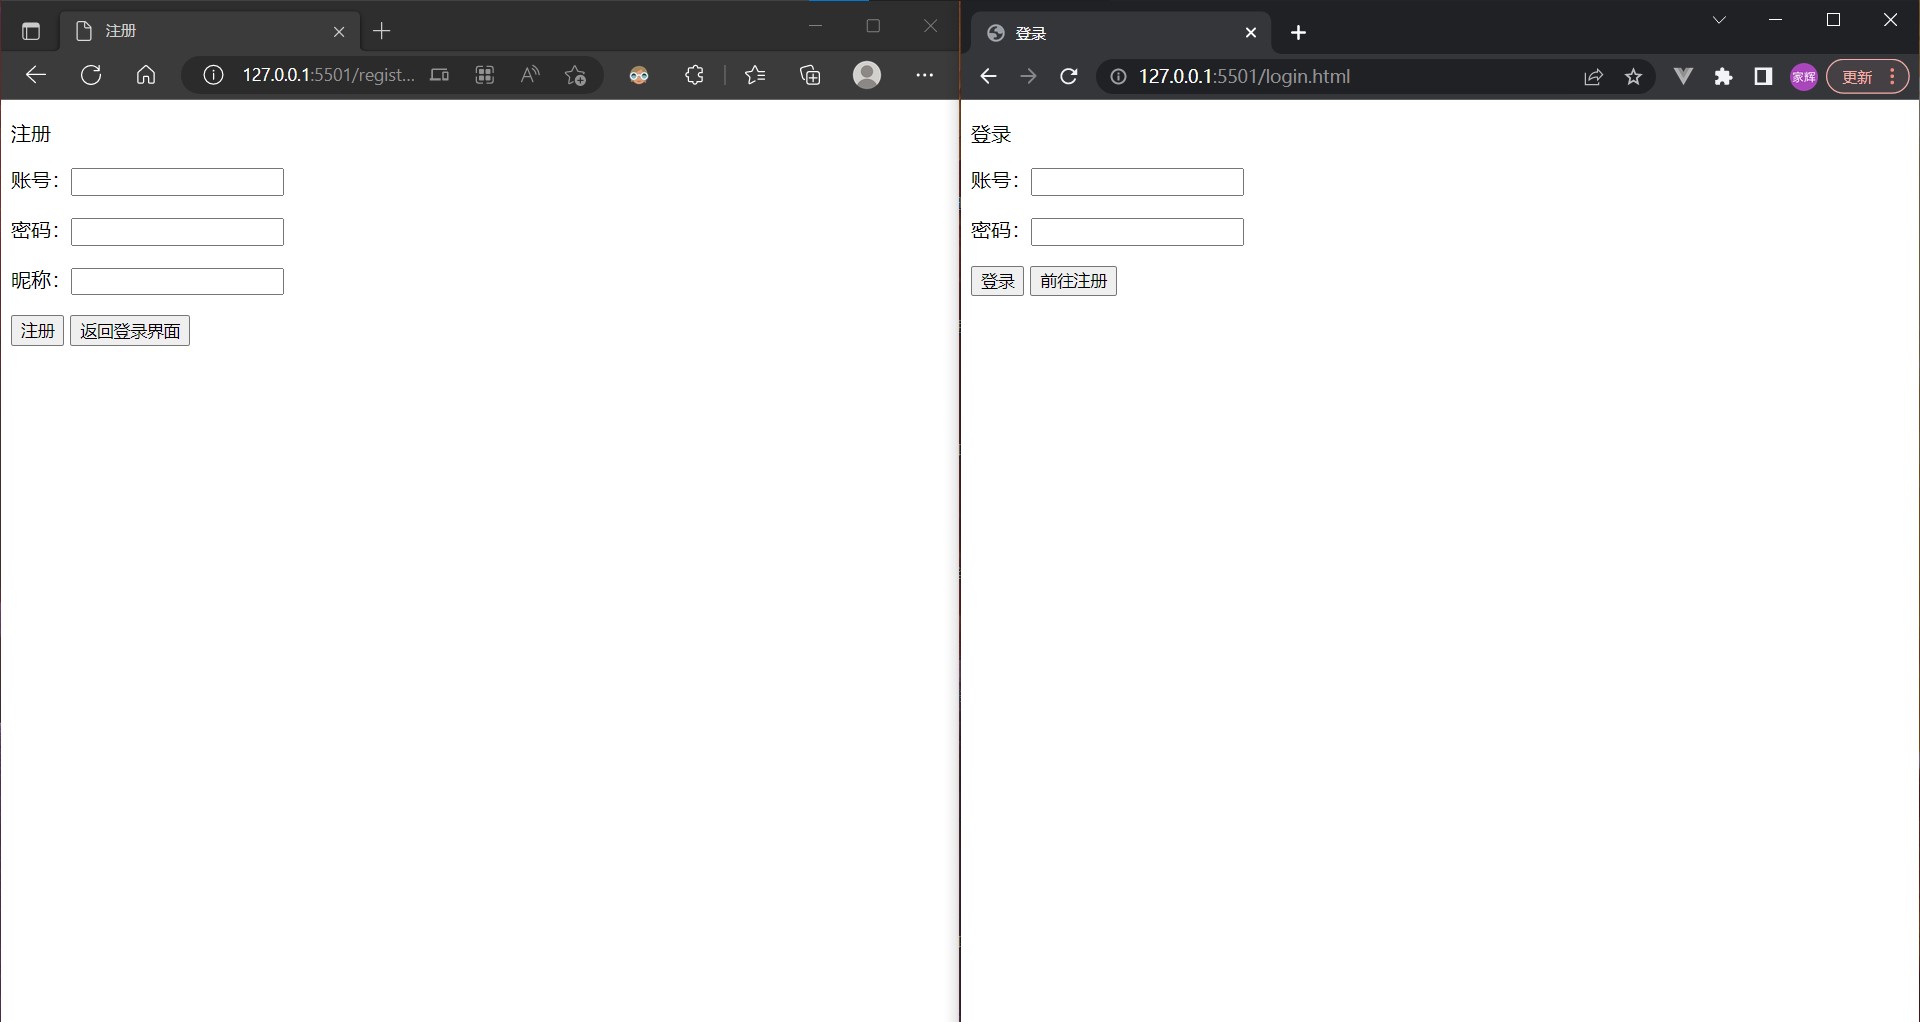 注册
127.0.0.1:5501/regist...
注册
账号：
密码：
昵称：
注册 返回登录界面
登录
127.0.0.1:5501/login.html
家辉
更新
登录
账号：
密码：
登录 前往注册